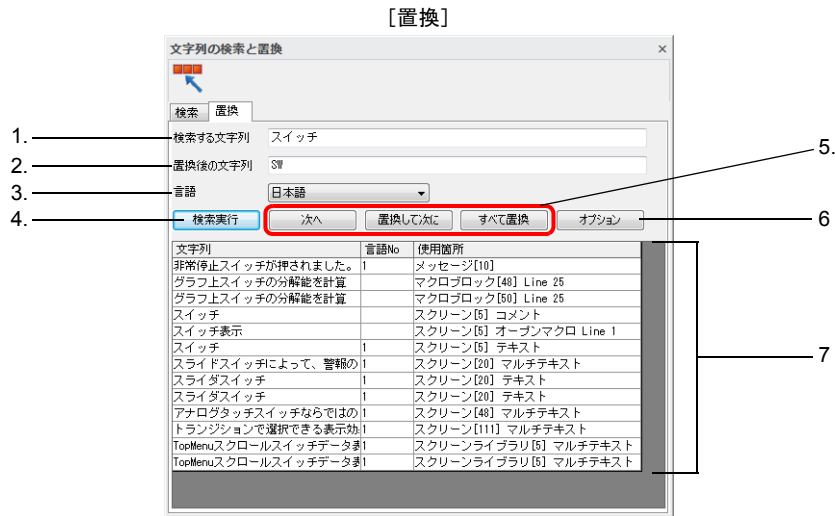 [置換]
文字列の検索と置換 ×
検索 置換
1. 検索する文字列 スイッチ
2. 置換後の文字列 SW 5.
3. 言語 日本語
4. 検索実行 次へ 置換して次に すべて置換 オプション 6
文字列 言語No 使用箇所
非常停止スイッチが押されました。 1 メッセージ[10]
グラフ上スイッチの分解能を計算 マクロブロック[48] Line 25
グラフ上スイッチの分解能を計算 マクロブロック[50] Line 25
スイッチ スクリーン[5] コメント
スイッチ表示 スクリーン[5] オープンマクロ Line 1
スイッチ 1 スクリーン[5] テキスト
スライドスイッチによって、警報の 1 スクリーン[20] マルチテキスト 7
スライダスイッチ 1 スクリーン[20] テキスト
スライダスイッチ 1 スクリーン[20] テキスト
アナログタッチスイッチならではの 1 スクリーン[48] マルチテキスト
トランジションで選択できる表示効 1 スクリーン[111] マルチテキスト
TopMenuスクロールスイッチデータ表 1 スクリーンライブラリ[5] マルチテキスト
TopMenuスクロールスイッチデータ表 1 スクリーンライブラリ[5] マルチテキスト